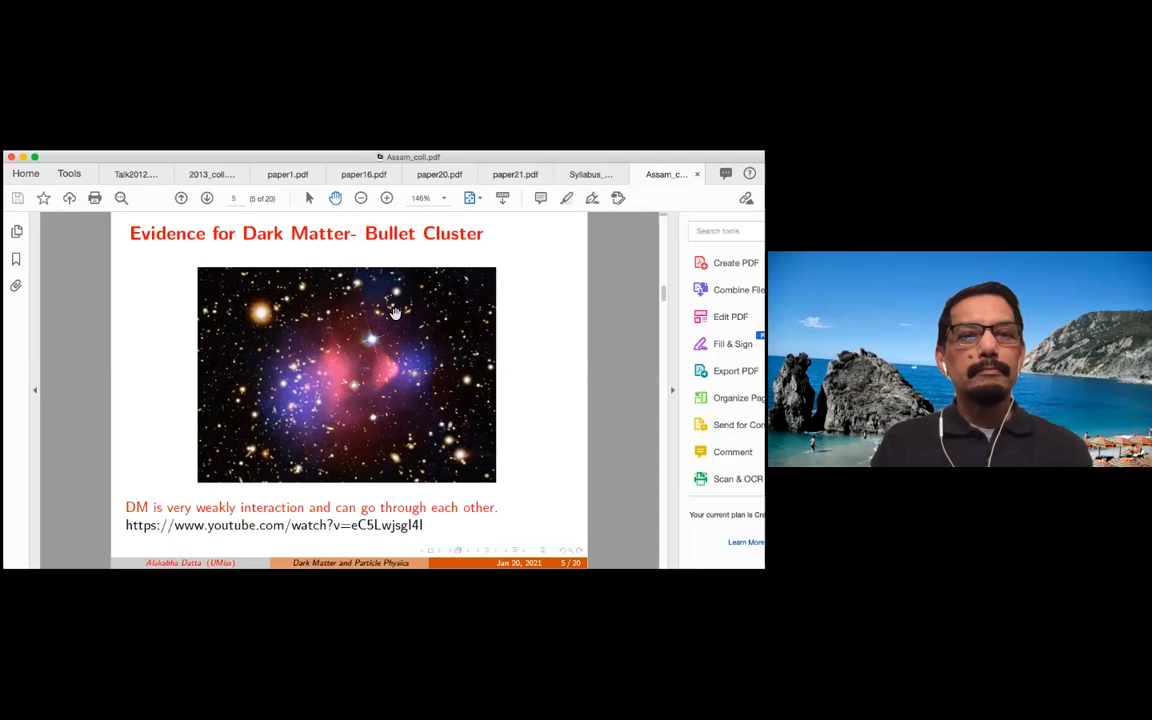 Assam_coll.pdf
Home Tools Talk2012.... 2013_coll.... paper1.pdf paper16.pdf paper20.pdf paper21.pdf Syllabus_... Assam_c... ×
5 (5 of 20) 146%
Evidence for Dark Matter- Bullet Cluster
DM is very weakly interaction and can go through each other.
https://www.youtube.com/watch?v=eC5LwjsgI4I
Alakabha Datta (UMiss) Dark Matter and Particle Physics Jan 20, 2021 5 / 20
Search tools
Create PDF
Combine File
Edit PDF
Fill & Sign
Export PDF
Organize Pag
Send for Con
Comment
Scan & OCR
Your current plan is Cre
Learn More